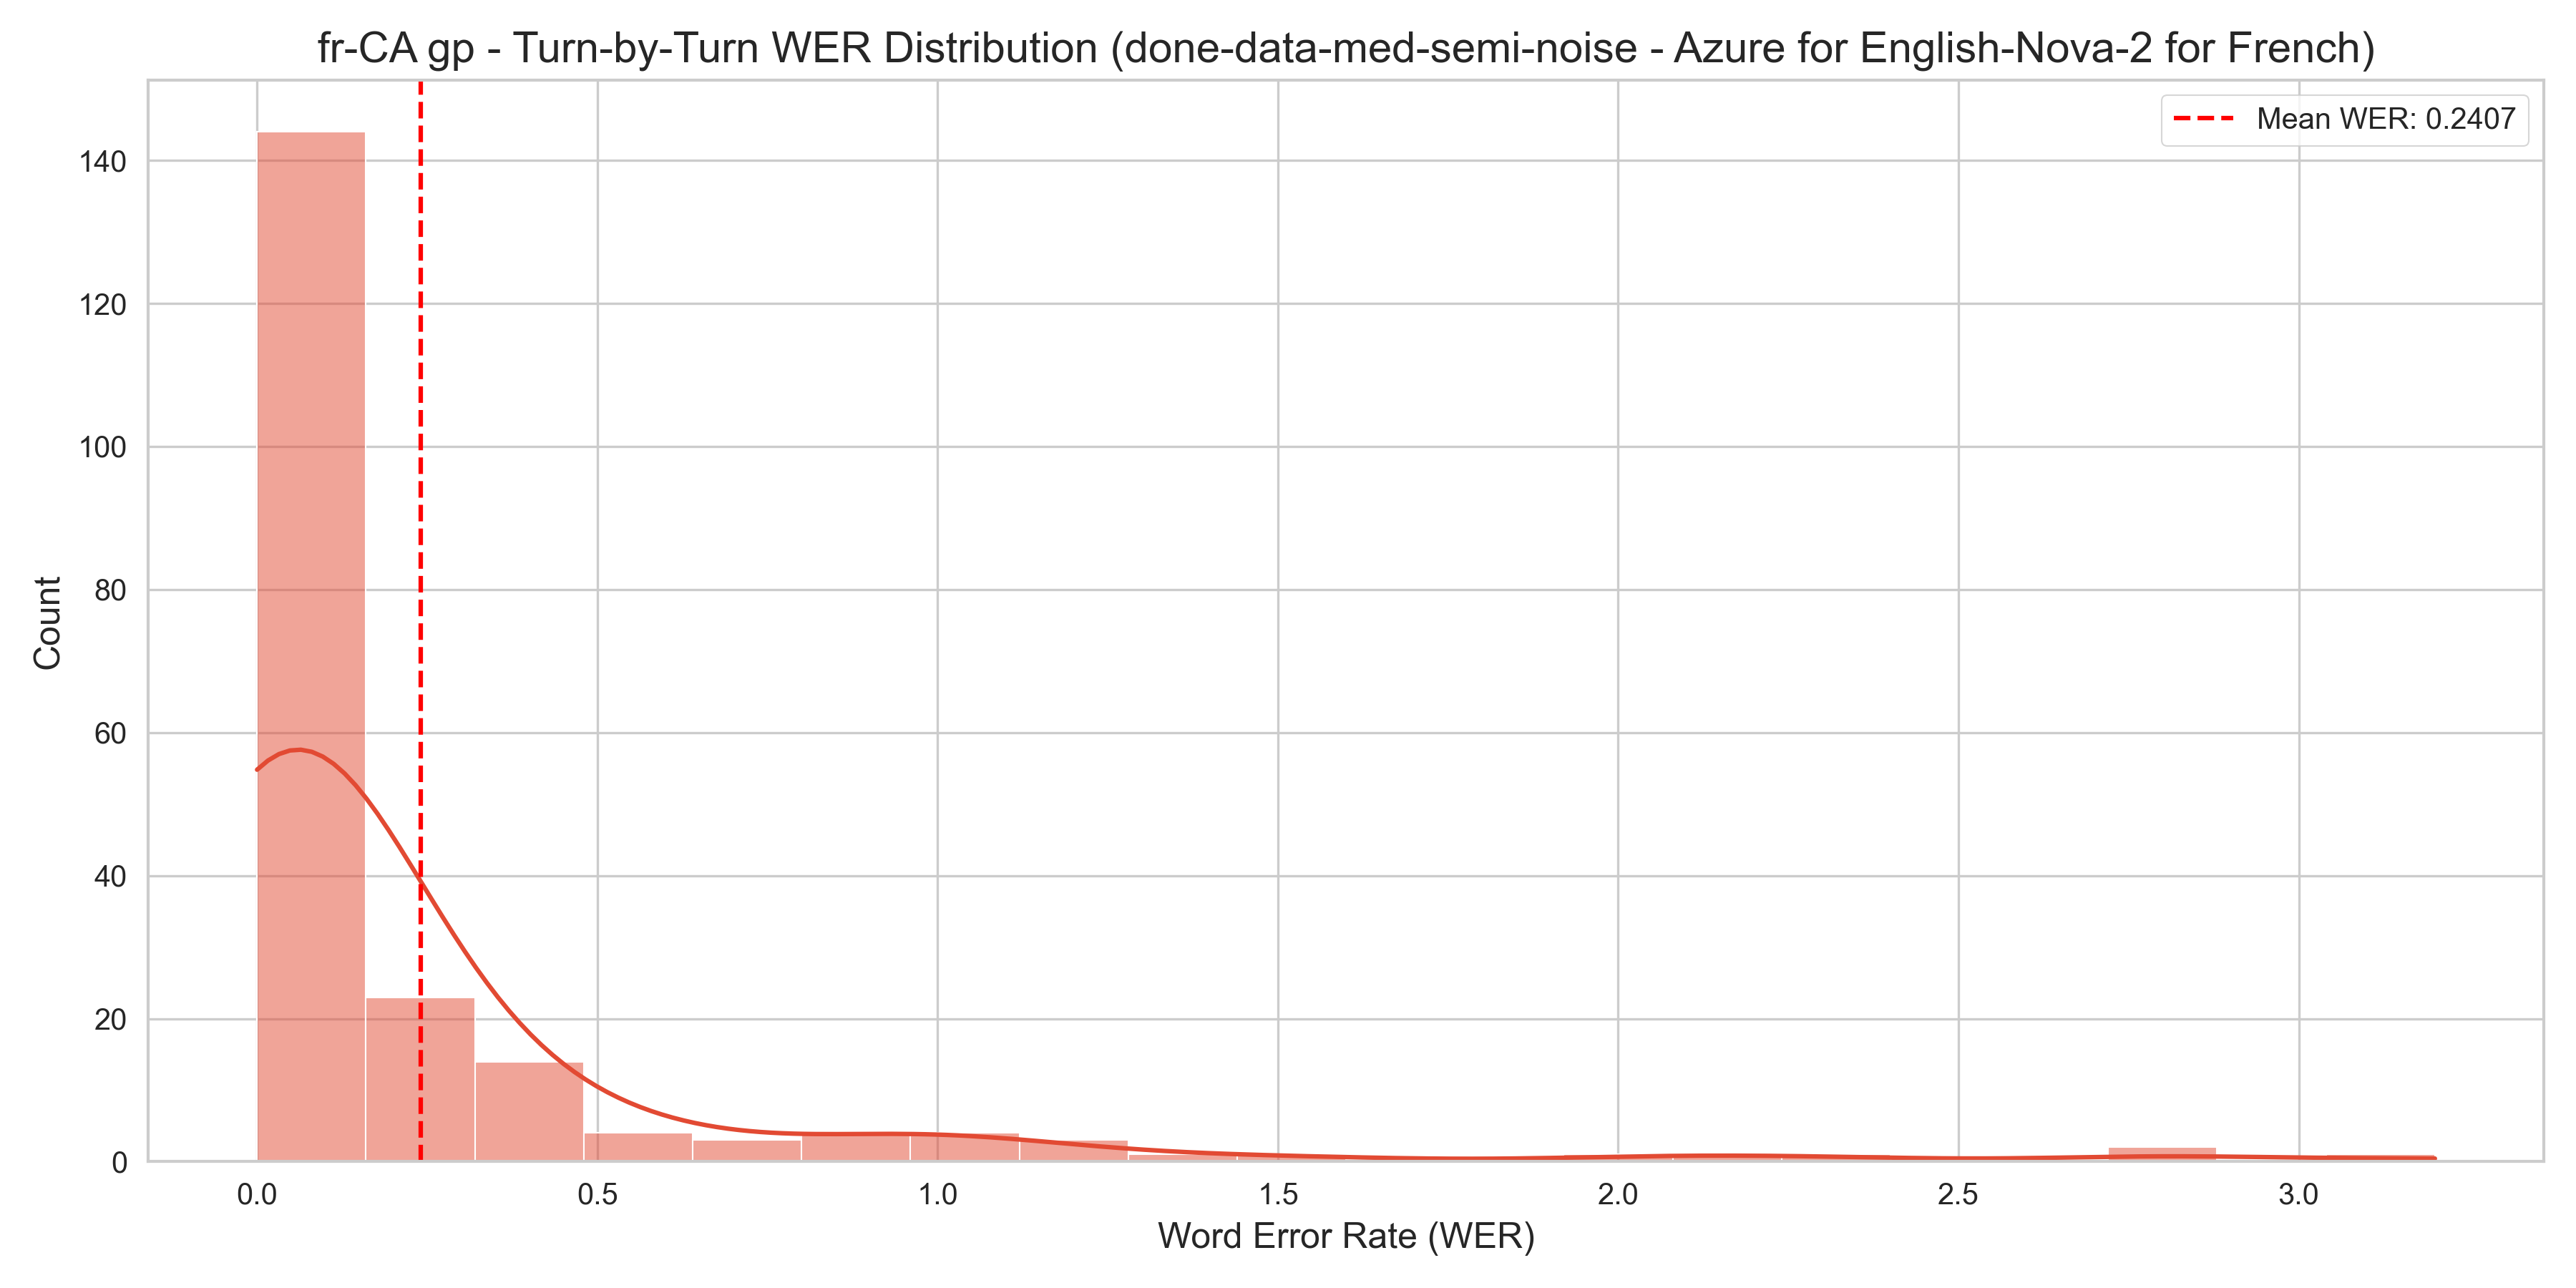 fr-CA gp - Turn-by-Turn WER Distribution (done-data-med-semi-noise - Azure for English-Nova-2 for French)
Mean WER: 0.2407
140
120
100
80
60
40
20
0
Count
0.0 0.5 1.0 1.5 2.0 2.5 3.0
Word Error Rate (WER)